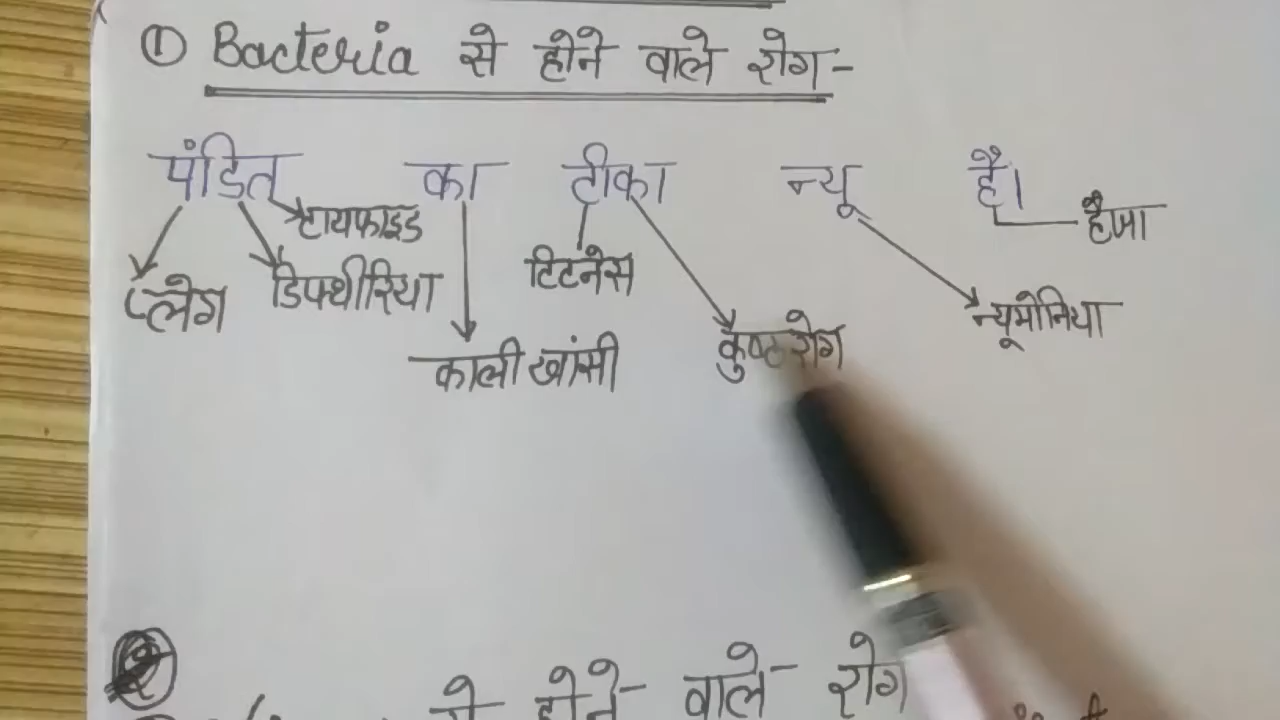 ① Bacteria से होने वाले रोग-
पंडित का टीका न्यू है।
टायफाइड हैजा
प्लेग डिफ्थीरिया टिटनेस न्यूमोनिया
काली खांसी कुष्ठ रोग
से होने वाले रोग